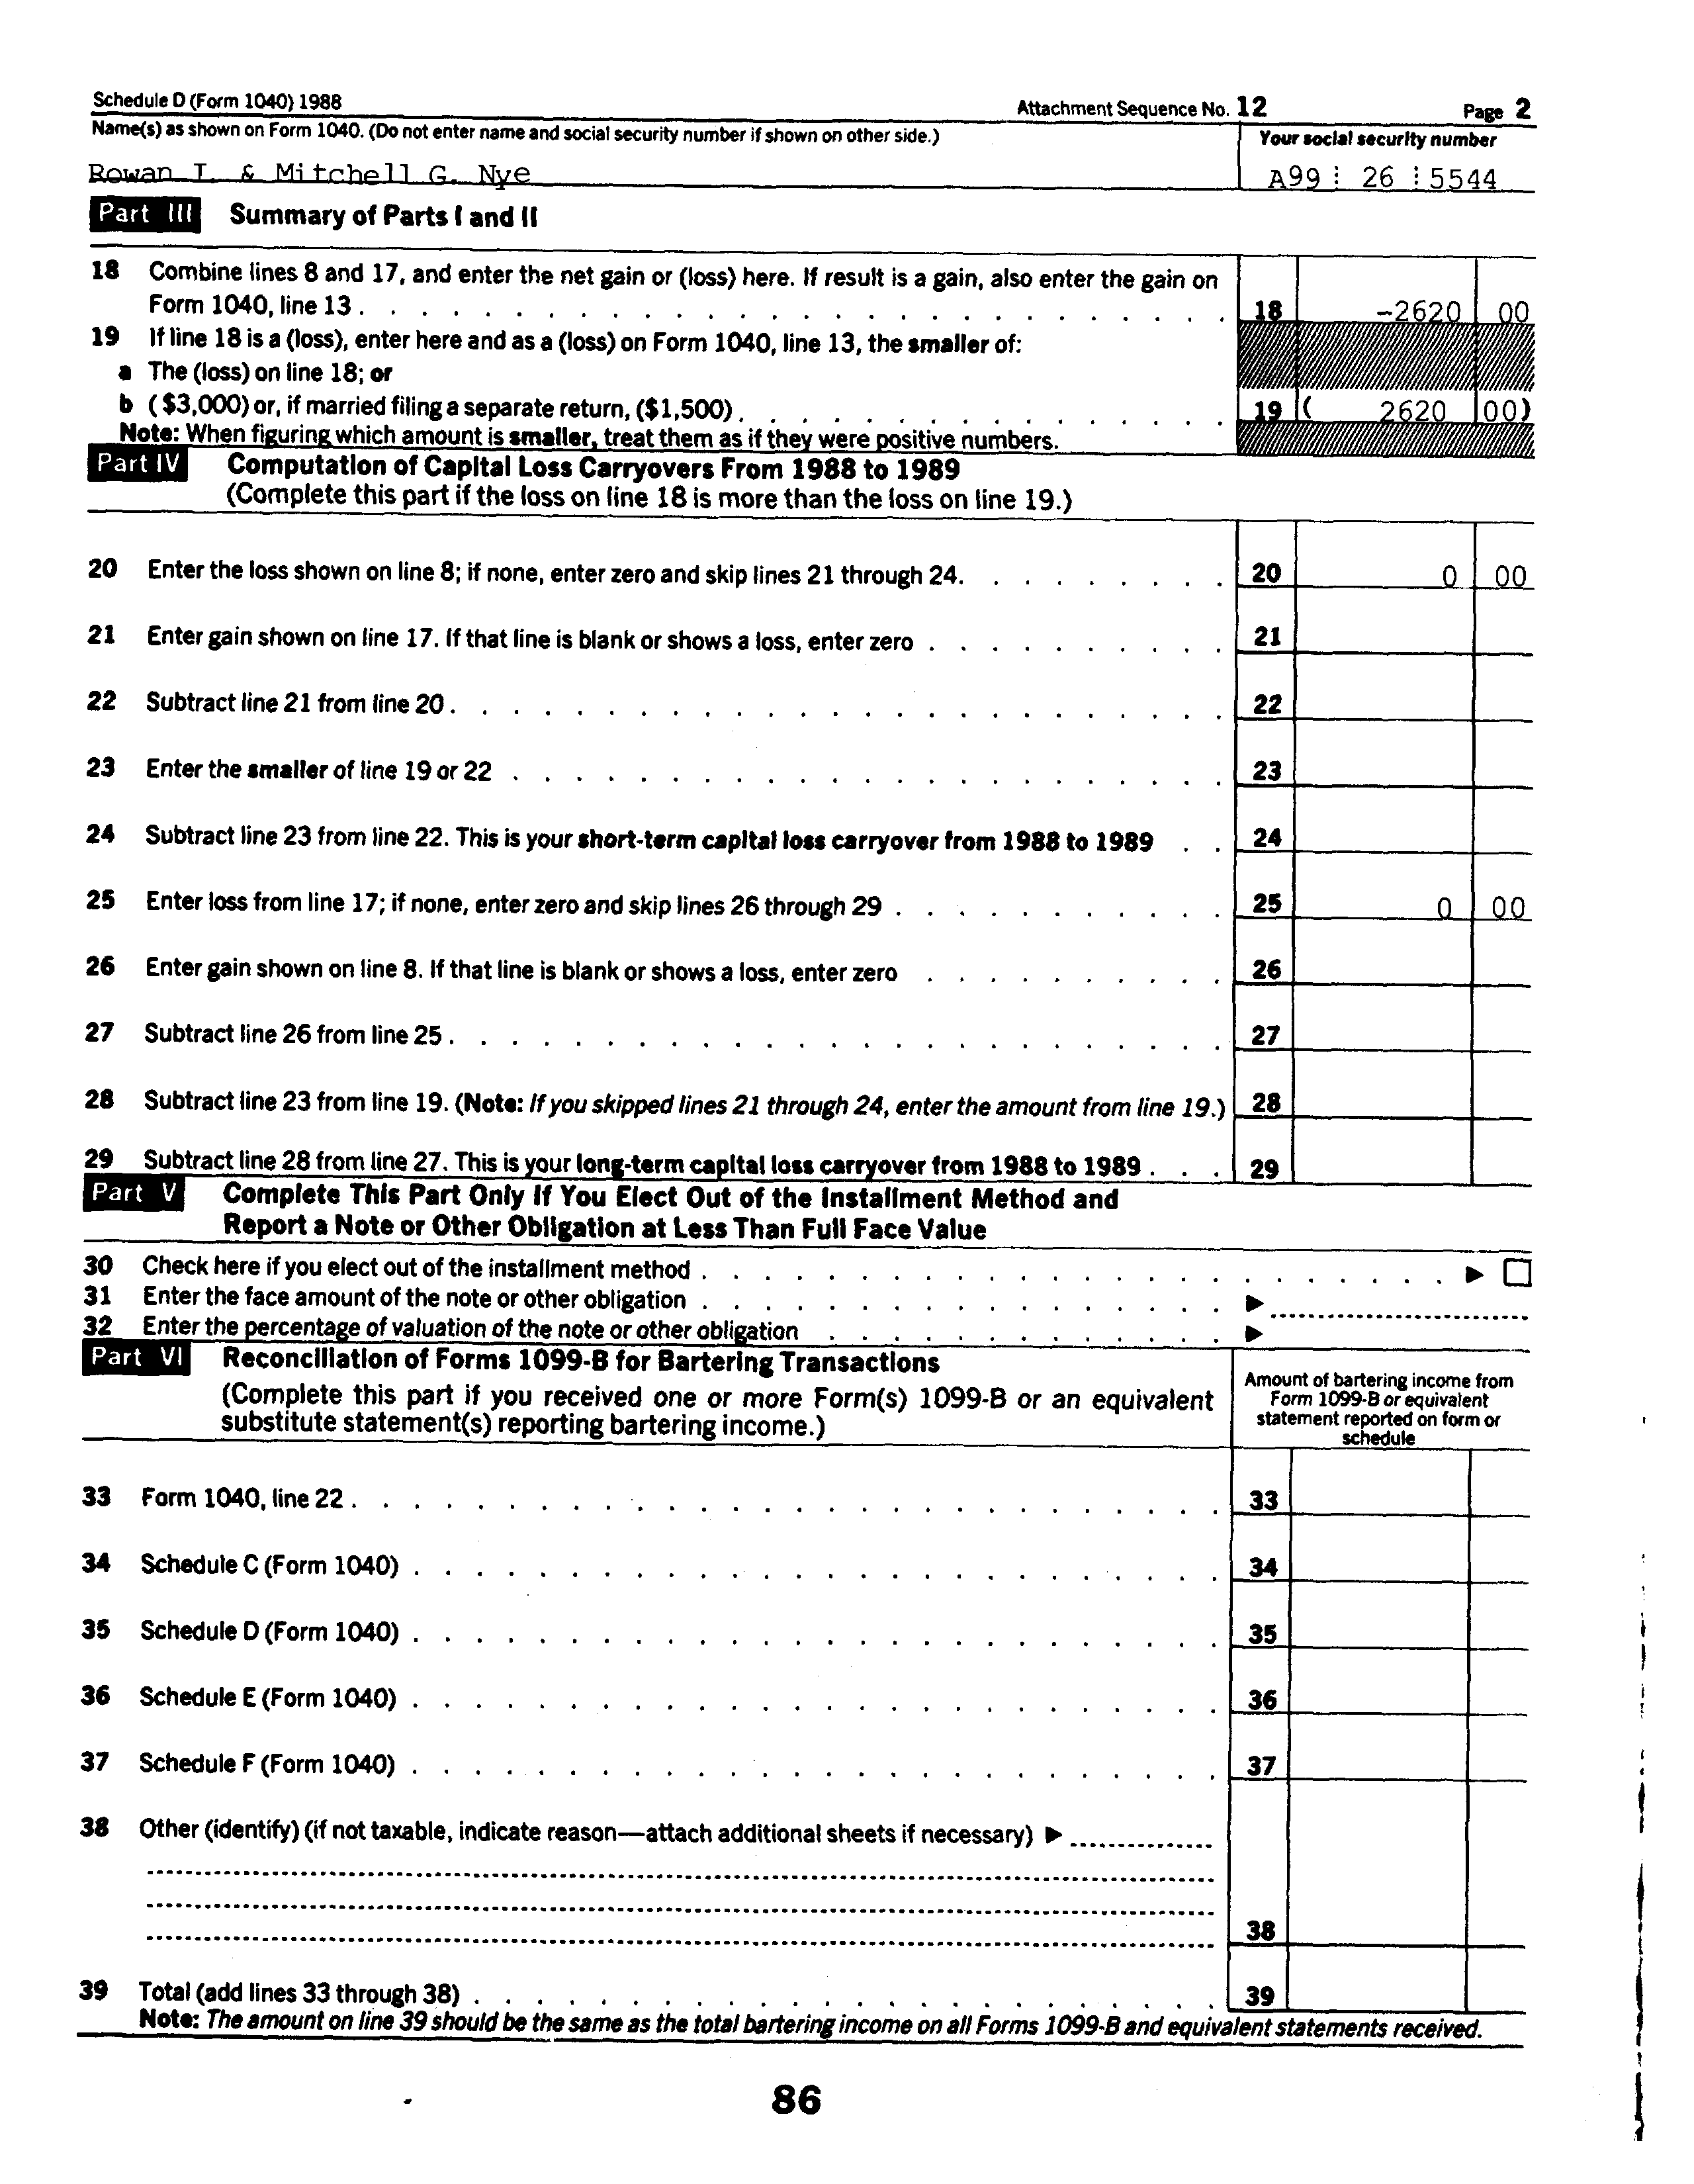 Schedule D (Form 1040) 1988 Attachment Sequence No. 12 Page 2
Name(s) as shown on Form 1040. (Do not enter name and social security number if shown on other side.) Your social security number
Rowan T. & Mitchell G. Nye A99 26 5544
Part III Summary of Parts I and II
18 Combine lines 8 and 17, and enter the net gain or (loss) here. If result is a gain, also enter the gain on
Form 1040, line 13 . . . . . . . . . . . . . . . . . . . . . . . . . . . 18 -2620 00
19 If line 18 is a (loss), enter here and as a (loss) on Form 1040, line 13, the smaller of:
a The (loss) on line 18; or
b ($3,000) or, if married filing a separate return, ($1,500) . . . . . . . . . . . . . . . . 19 ( 2620 00)
Note: When figuring which amount is smaller, treat them as if they were positive numbers.
Part IV Computation of Capital Loss Carryovers From 1988 to 1989
(Complete this part if the loss on line 18 is more than the loss on line 19.)
20 Enter the loss shown on line 8; if none, enter zero and skip lines 21 through 24. . . . . . . . . 20 0 00
21 Enter gain shown on line 17. If that line is blank or shows a loss, enter zero . . . . . . . . . . 21
22 Subtract line 21 from line 20 . . . . . . . . . . . . . . . . . . . . . . . . . 22
23 Enter the smaller of line 19 or 22 . . . . . . . . . . . . . . . . . . . . . . . 23
24 Subtract line 23 from line 22. This is your short-term capital loss carryover from 1988 to 1989 . . 24
25 Enter loss from line 17; if none, enter zero and skip lines 26 through 29 . . . . . . . . . . . 25 0 00
26 Enter gain shown on line 8. If that line is blank or shows a loss, enter zero . . . . . . . . . . 26
27 Subtract line 26 from line 25 . . . . . . . . . . . . . . . . . . . . . . . . . 27
28 Subtract line 23 from line 19. (Note: If you skipped lines 21 through 24, enter the amount from line 19.) 28
29 Subtract line 28 from line 27. This is your long-term capital loss carryover from 1988 to 1989 . . . 29
Part V Complete This Part Only If You Elect Out of the Installment Method and
Report a Note or Other Obligation at Less Than Full Face Value
30 Check here if you elect out of the installment method . . . . . . . . . . . . . . . . . . . . . . . . ▶ ☐
31 Enter the face amount of the note or other obligation . . . . . . . . . . . . . . . . . ▶
32 Enter the percentage of valuation of the note or other obligation . . . . . . . . . . . . . ▶
Part VI Reconciliation of Forms 1099-B for Bartering Transactions
(Complete this part if you received one or more Form(s) 1099-B or an equivalent
substitute statement(s) reporting bartering income.)
Amount of bartering income from
Form 1099-B or equivalent
statement reported on form or
schedule
33 Form 1040, line 22 . . . . . . . . . . . . . . . . . . . . . . . . . . . . 33
34 Schedule C (Form 1040) . . . . . . . . . . . . . . . . . . . . . . . . . . 34
35 Schedule D (Form 1040) . . . . . . . . . . . . . . . . . . . . . . . . . . 35
36 Schedule E (Form 1040) . . . . . . . . . . . . . . . . . . . . . . . . . . 36
37 Schedule F (Form 1040) . . . . . . . . . . . . . . . . . . . . . . . . . . 37
38 Other (identify) (if not taxable, indicate reason—attach additional sheets if necessary) ▶
38
39 Total (add lines 33 through 38) . . . . . . . . . . . . . . . . . . . . . . . . 39
Note: The amount on line 39 should be the same as the total bartering income on all Forms 1099-B and equivalent statements received.
86